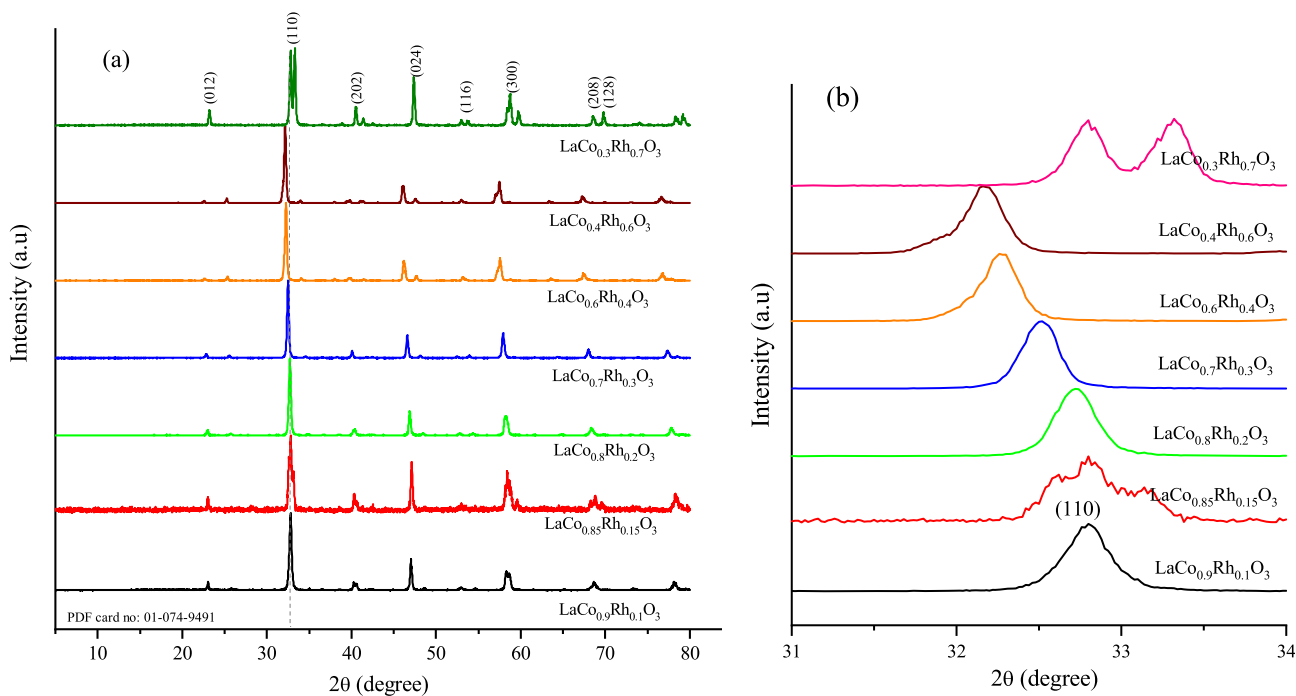 (a)
(012)
(110)
(202)
(024)
(116)
(300)
(208)
(128)
LaCo0.3Rh0.7O3
LaCo0.4Rh0.6O3
LaCo0.6Rh0.4O3
LaCo0.7Rh0.3O3
LaCo0.8Rh0.2O3
LaCo0.85Rh0.15O3
LaCo0.9Rh0.1O3
PDF card no: 01-074-9491
Intensity (a.u)
10 20 30 40 50 60 70 80
2θ (degree)
(b)
LaCo0.3Rh0.7O3
LaCo0.4Rh0.6O3
LaCo0.6Rh0.4O3
LaCo0.7Rh0.3O3
LaCo0.8Rh0.2O3
LaCo0.85Rh0.15O3
(110)
LaCo0.9Rh0.1O3
Intensity (a.u)
31 32 33 34
2θ (degree)